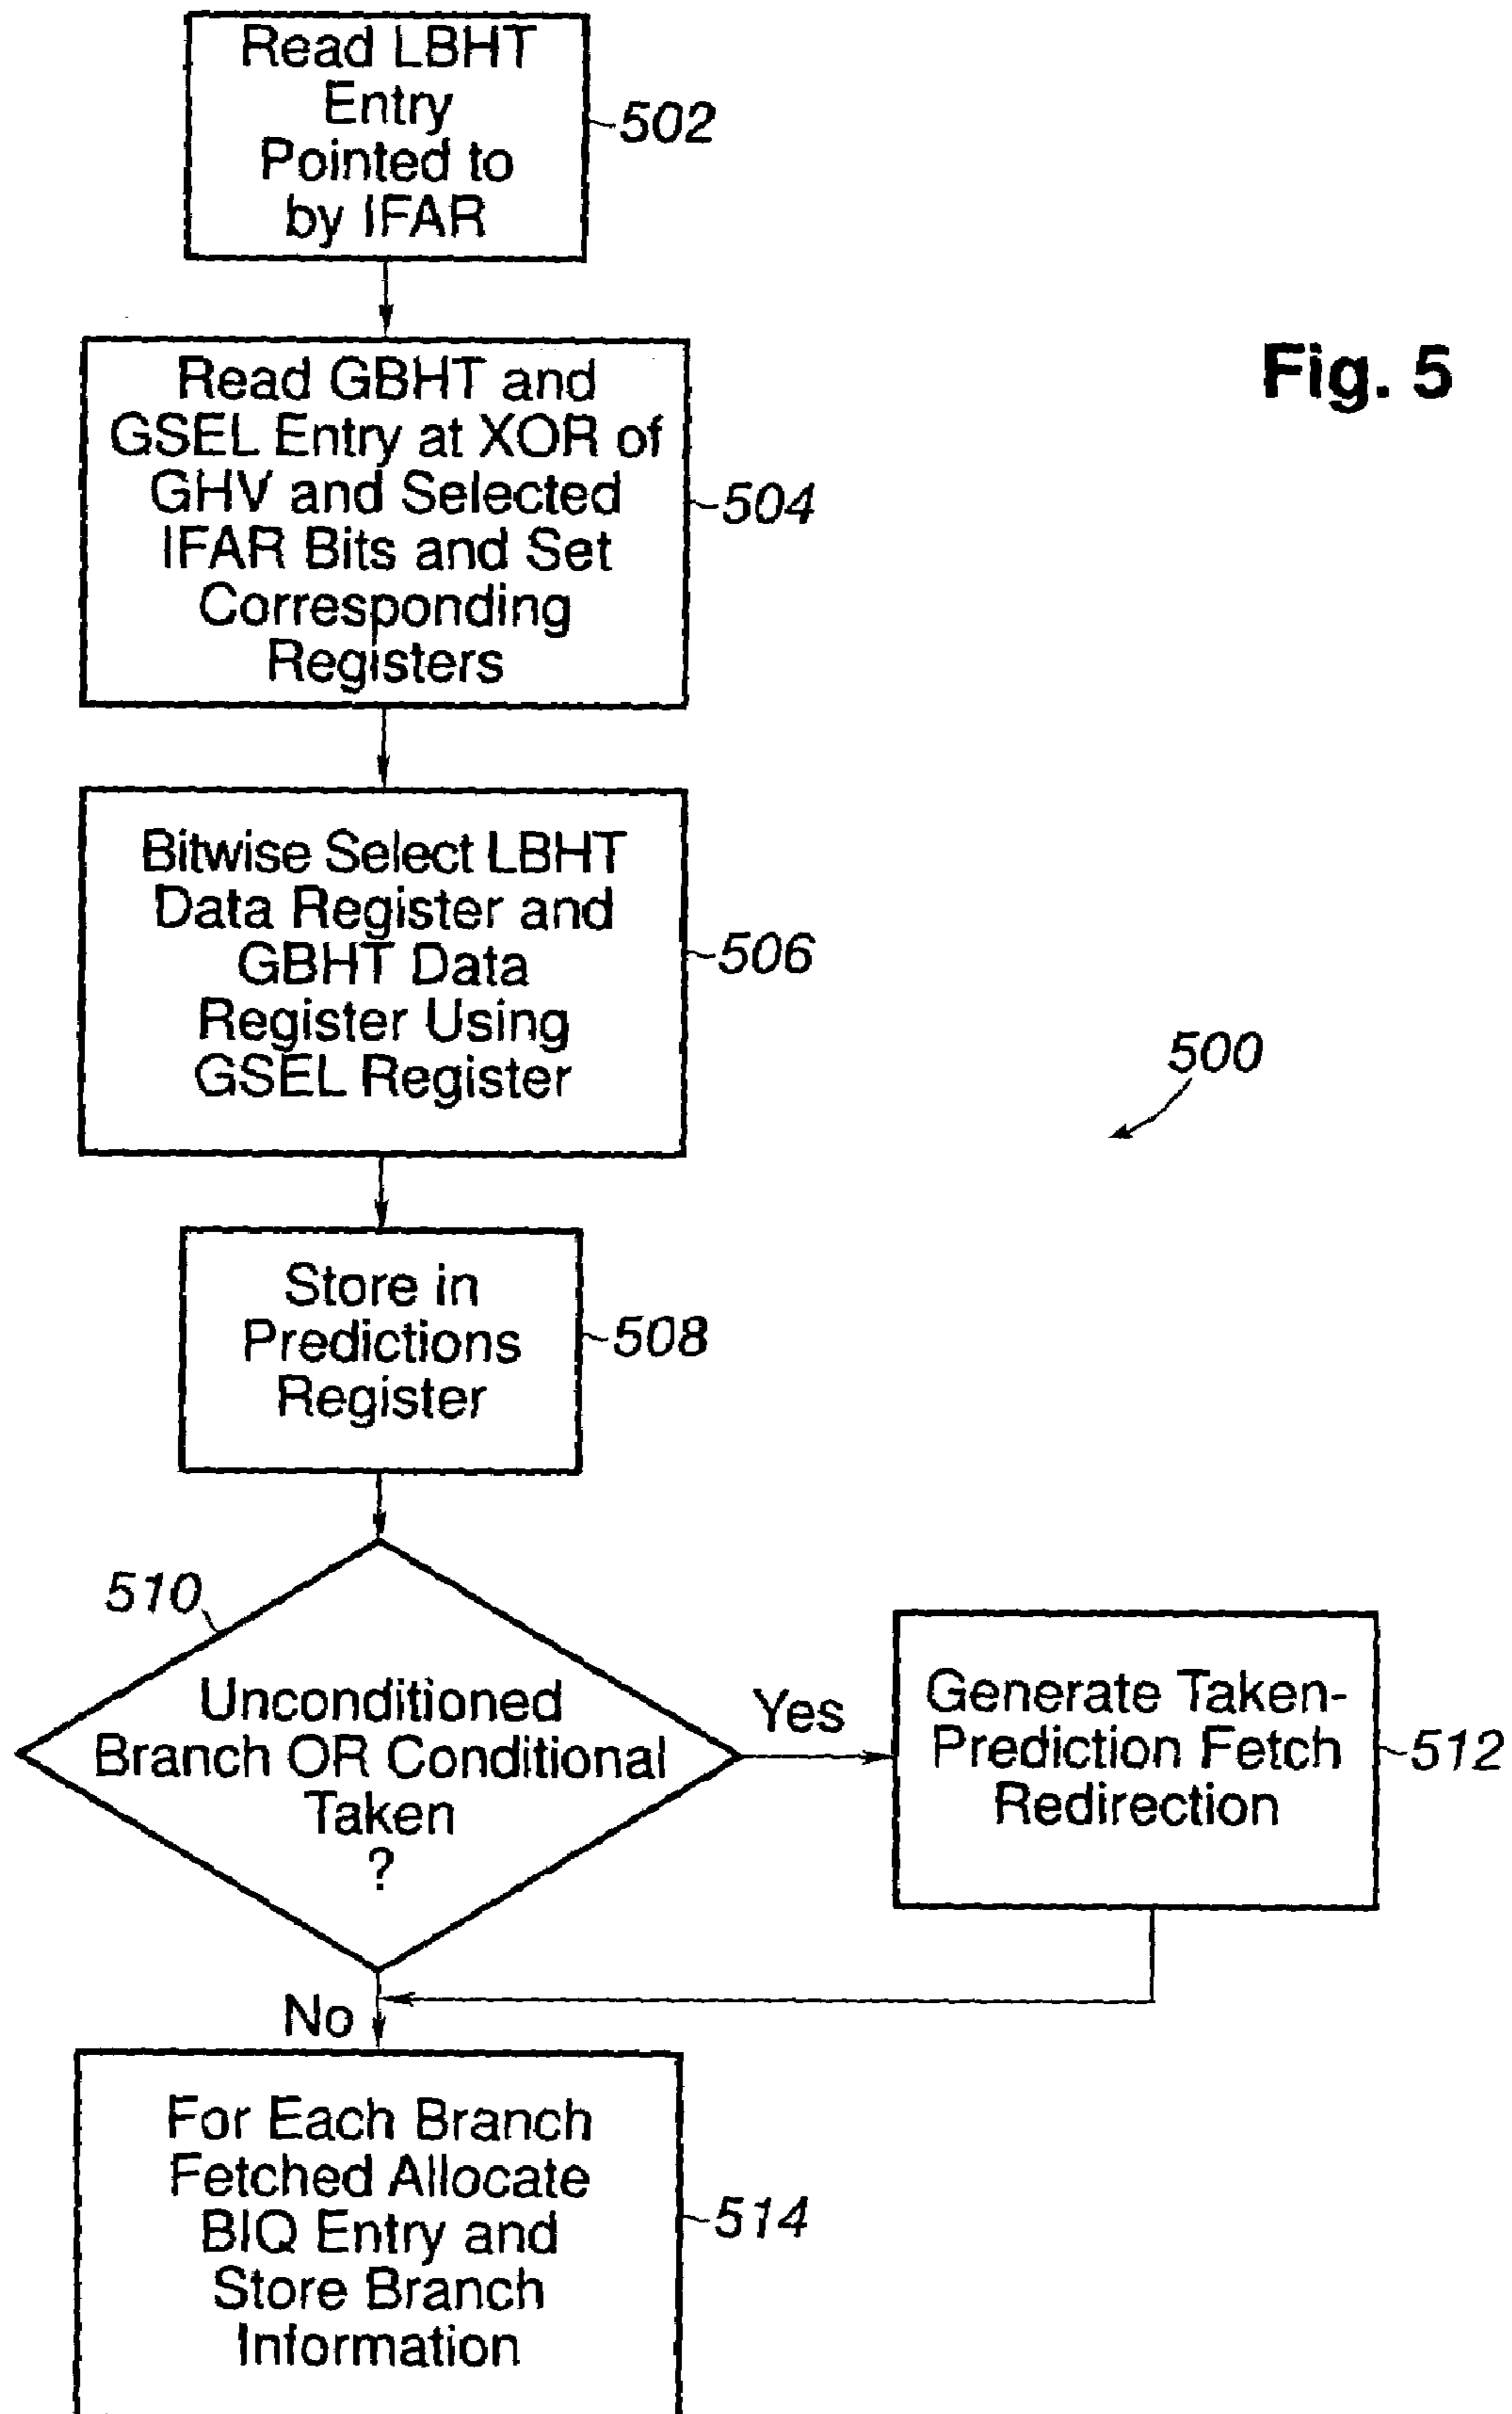 Read LBHT
Entry
Pointed to
by IFAR
502
Read GBHT and
GSEL Entry at XOR of
GHV and Selected
IFAR Bits and Set
Corresponding
Registers
504
Fig. 5
Bitwise Select LBHT
Data Register and
GBHT Data
Register Using
GSEL Register
506
500
Store in
Predictions
Register
508
510
Unconditioned
Branch OR Conditional
Taken
?
Yes
Generate Taken-
Prediction Fetch
Redirection
512
No
For Each Branch
Fetched Allocate
BIQ Entry and
Store Branch
Information
514